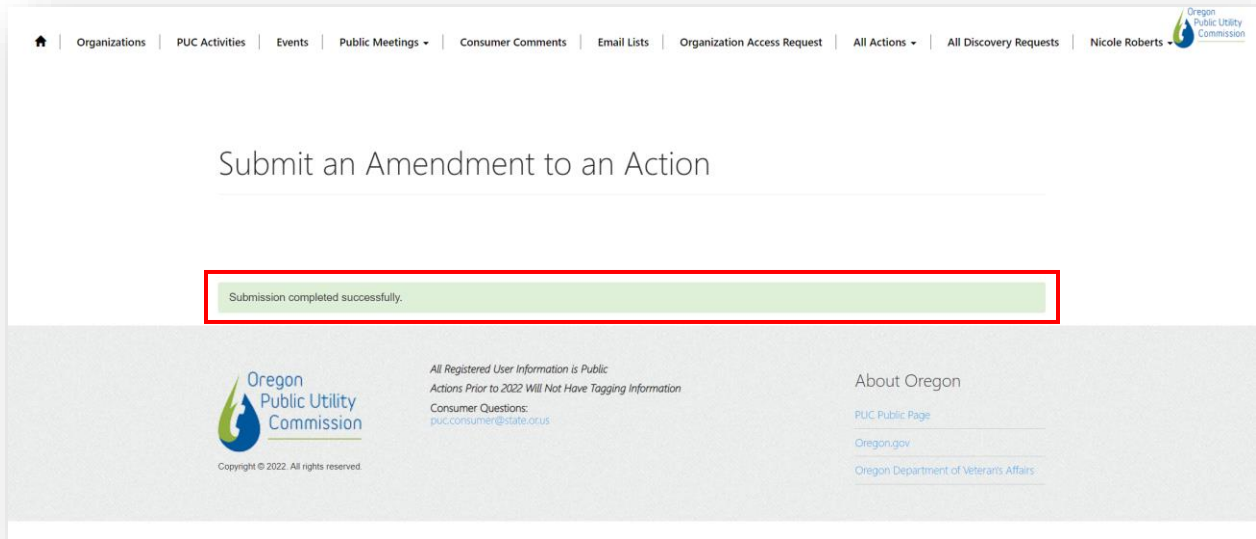 Organizations | PUC Activities | Events | Public Meetings | Consumer Comments | Email Lists | Organization Access Request | All Actions | All Discovery Requests | Nicole Roberts
Oregon
Public Utility
Commission
Submit an Amendment to an Action
Submission completed successfully.
Oregon
Public Utility
Commission
Copyright © 2022. All rights reserved.
All Registered User Information is Public
Actions Prior to 2022 Will Not Have Tagging Information
Consumer Questions:
puc.consumer@state.or.us
About Oregon
PUC Public Page
Oregon.gov
Oregon Department of Veteran's Affairs